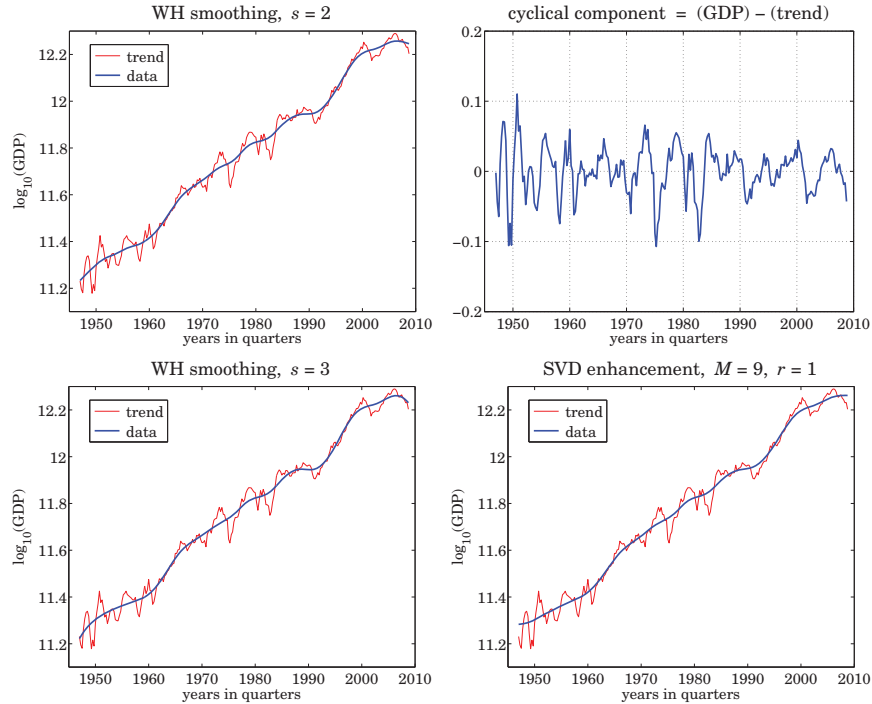 WH smoothing, s = 2
12.2
12
11.8
11.6
11.4
11.2
log10(GDP)
trend
data
1950 1960 1970 1980 1990 2000 2010
years in quarters
cyclical component = (GDP) − (trend)
0.2
0.1
0
−0.1
−0.2
1950 1960 1970 1980 1990 2000 2010
years in quarters
WH smoothing, s = 3
12.2
12
11.8
11.6
11.4
11.2
log10(GDP)
trend
data
1950 1960 1970 1980 1990 2000 2010
years in quarters
SVD enhancement, M = 9, r = 1
12.2
12
11.8
11.6
11.4
11.2
log10(GDP)
trend
data
1950 1960 1970 1980 1990 2000 2010
years in quarters